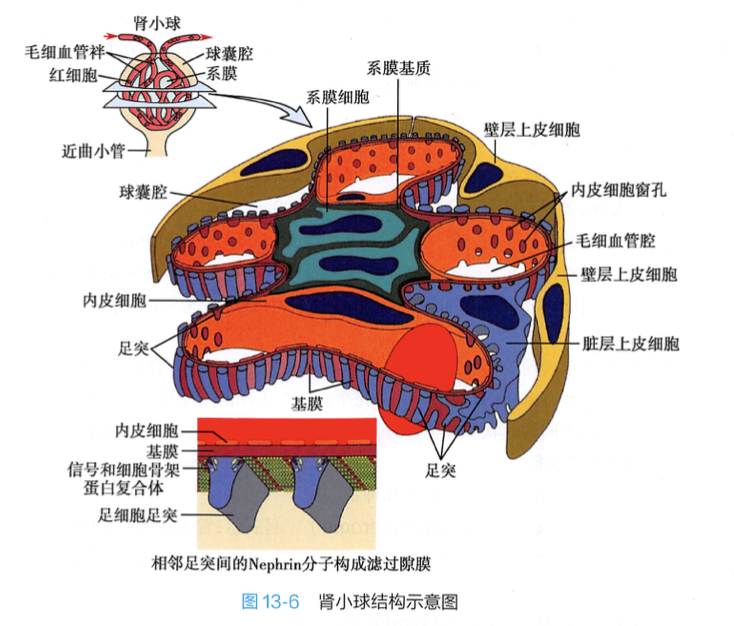 肾小球
毛细血管袢
球囊腔
红细胞
系膜
近曲小管
系膜基质
系膜细胞
壁层上皮细胞
球囊腔
内皮细胞窗孔
毛细血管腔
壁层上皮细胞
内皮细胞
足突
脏层上皮细胞
基膜
内皮细胞
基膜
信号和细胞骨架
蛋白复合体
足突
足细胞足突
相邻足突间的Nephrin分子构成滤过隙膜
图13-6 肾小球结构示意图